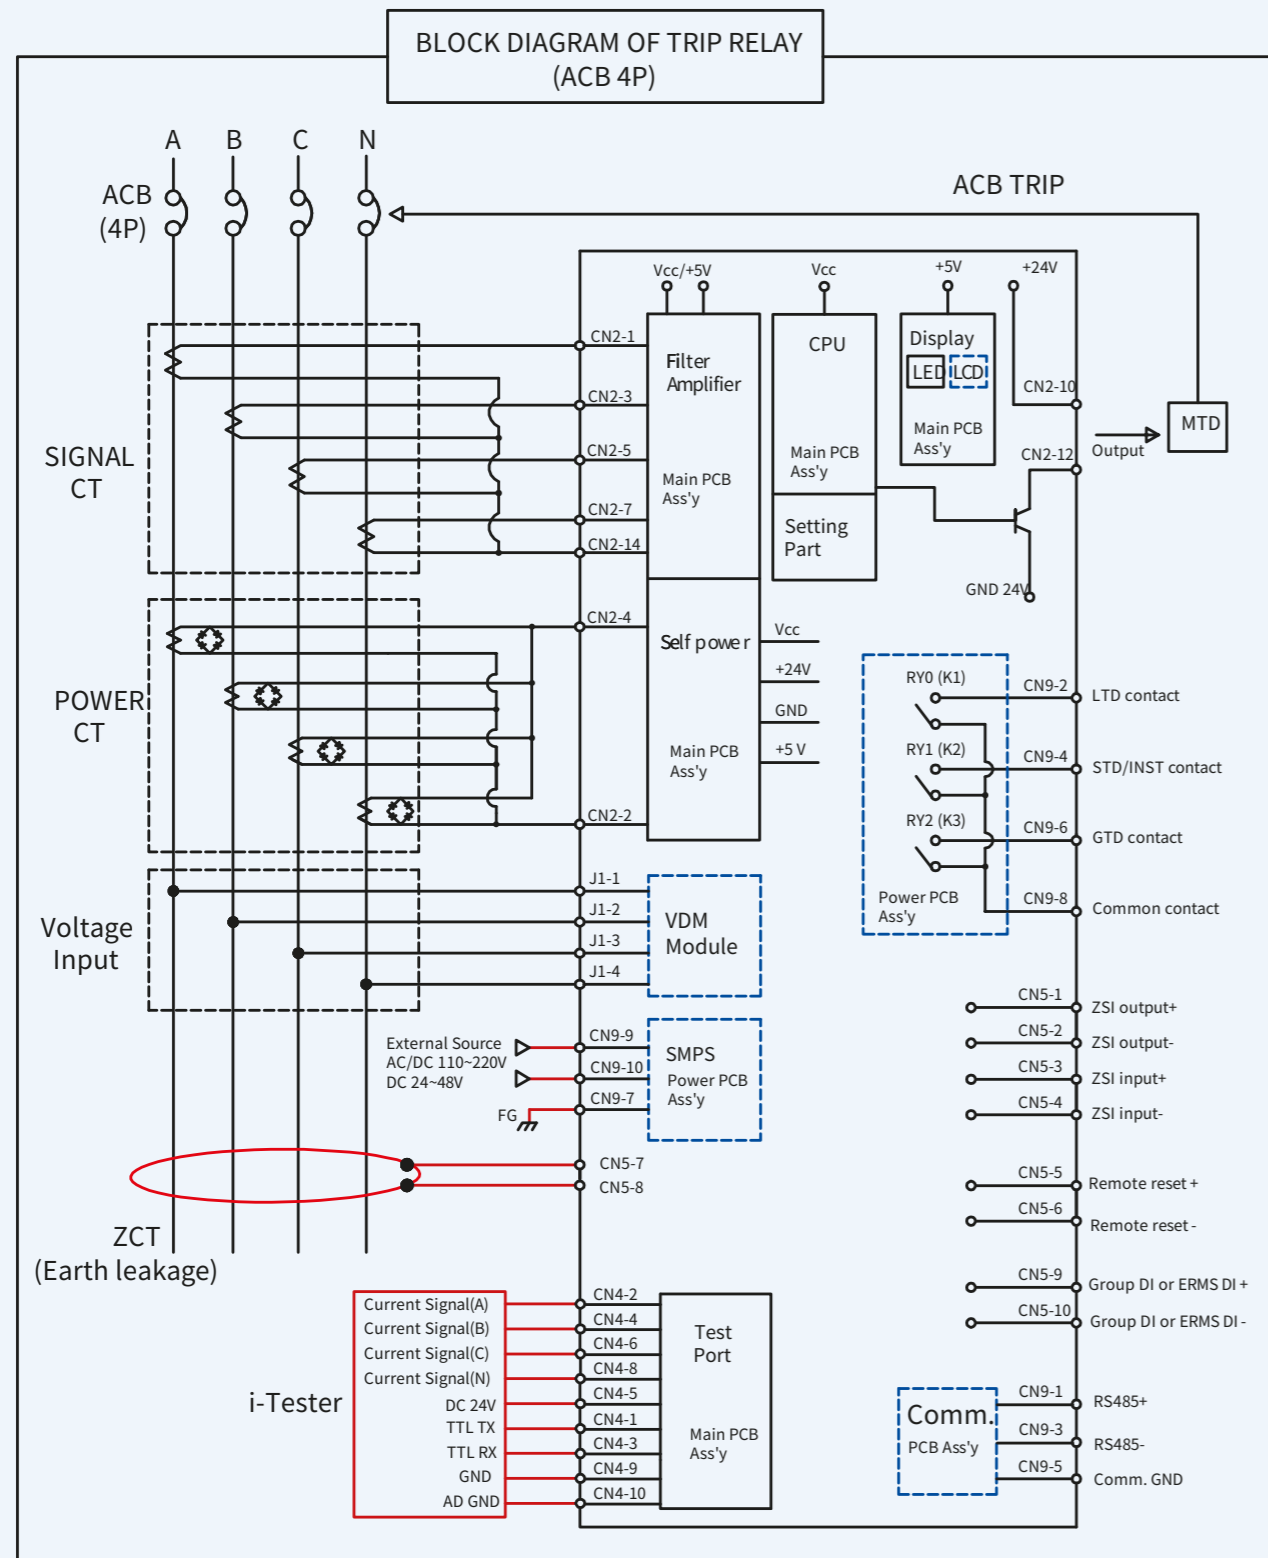 BLOCK DIAGRAM OF TRIP RELAY
(ACB 4P)
A B C N
ACB
(4P)
ACB TRIP
Vcc/+5V
Vcc
+5V
+24V
CN2-1
Filter
Amplifier
Main PCB
Ass'y
CPU
Main PCB
Ass'y
Setting
Part
Display
LED
LCD
Main PCB
Ass'y
CN2-10
CN2-12
Output
MTD
GND 24V
SIGNAL
CT
CN2-3
CN2-5
CN2-7
CN2-14
POWER
CT
CN2-4
CN2-2
Self power
Main PCB
Ass'y
Vcc
+24V
GND
+5 V
RY0 (K1)
RY1 (K2)
RY2 (K3)
Power PCB
Ass'y
CN9-2
LTD contact
CN9-4
STD/INST contact
CN9-6
GTD contact
CN9-8
Common contact
Voltage
Input
J1-1
J1-2
J1-3
J1-4
VDM
Module
External Source
AC/DC 110~220V
DC 24~48V
FG
CN9-9
CN9-10
CN9-7
SMPS
Power PCB
Ass'y
CN5-1
ZSI output+
CN5-2
ZSI output-
CN5-3
ZSI input+
CN5-4
ZSI input-
CN5-7
CN5-8
ZCT
(Earth leakage)
CN5-5
Remote reset +
CN5-6
Remote reset -
CN5-9
Group DI or ERMS DI +
CN5-10
Group DI or ERMS DI -
i-Tester
Current Signal(A)
Current Signal(B)
Current Signal(C)
Current Signal(N)
DC 24V
TTL TX
TTL RX
GND
AD GND
CN4-2
CN4-4
CN4-6
CN4-8
CN4-5
CN4-1
CN4-3
CN4-9
CN4-10
Test
Port
Main PCB
Ass'y
Comm.
PCB Ass'y
CN9-1
RS485+
CN9-3
RS485-
CN9-5
Comm. GND